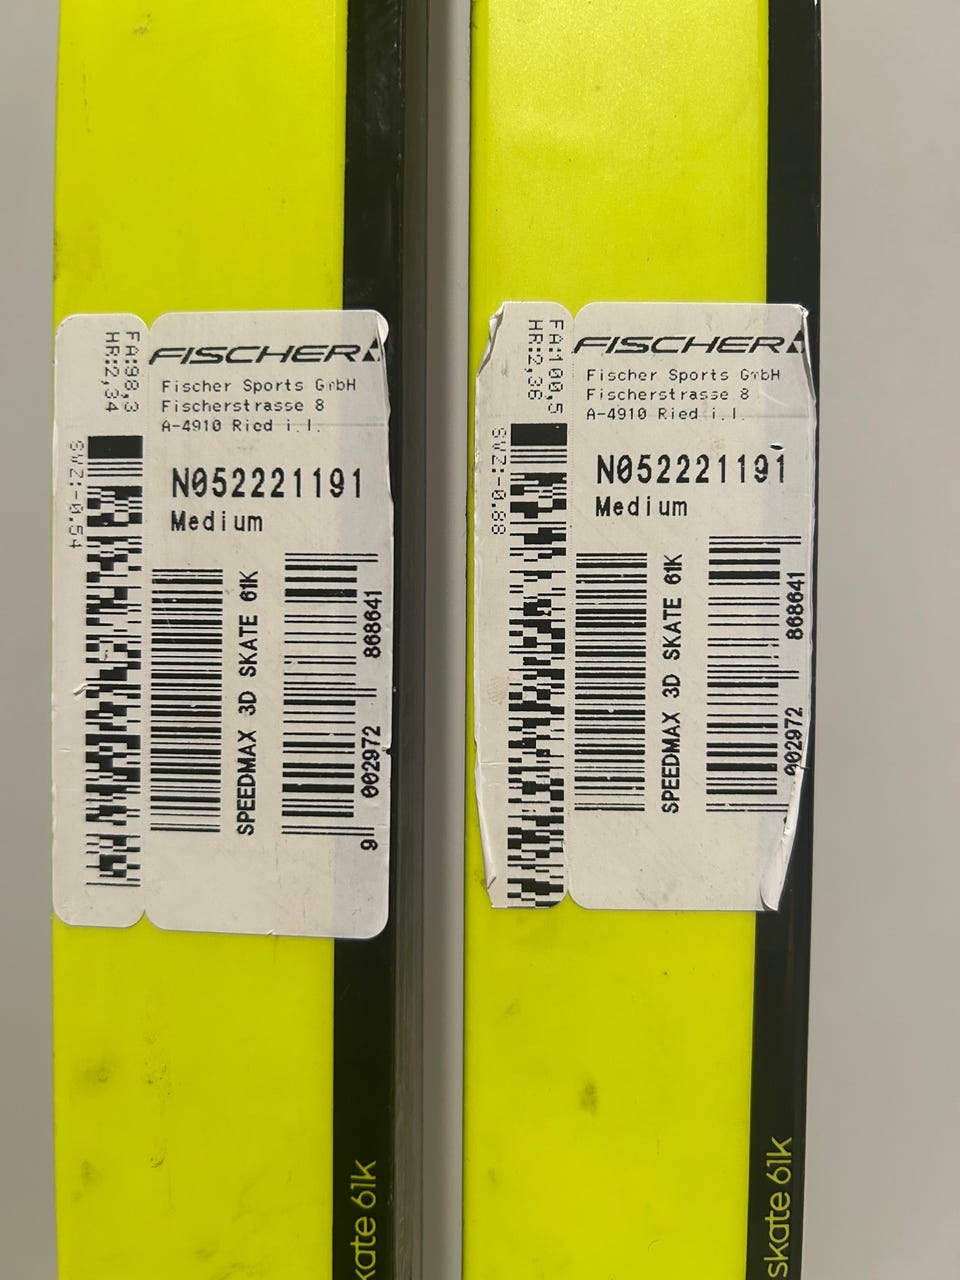 FA:98,3
HR:2,34
SVZ:-0,54
FISCHER
Fischer Sports GmbH
Fischerstrasse 8
A-4910 Ried i.I.
N052221191
Medium
SPEEDMAX 3D SKATE 61K
9 002972 868641
skate 61k
FA:100,5
HR:2,36
SVZ:-0,88
FISCHER
Fischer Sports GmbH
Fischerstrasse 8
A-4910 Ried i.I.
N052221191
Medium
SPEEDMAX 3D SKATE 61K
002972 868641
skate 61k